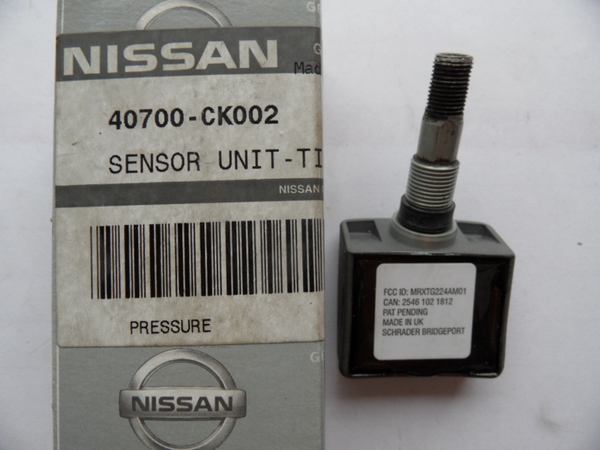 NISSAN
Mad
40700-CK002
SENSOR UNIT-TI
NISSAN
PRESSURE
NISSAN
FCC ID: MRXTG224AM01
CAN: 2546 102 1812
PAT PENDING
MADE IN UK
SCHRADER BRIDGEPORT